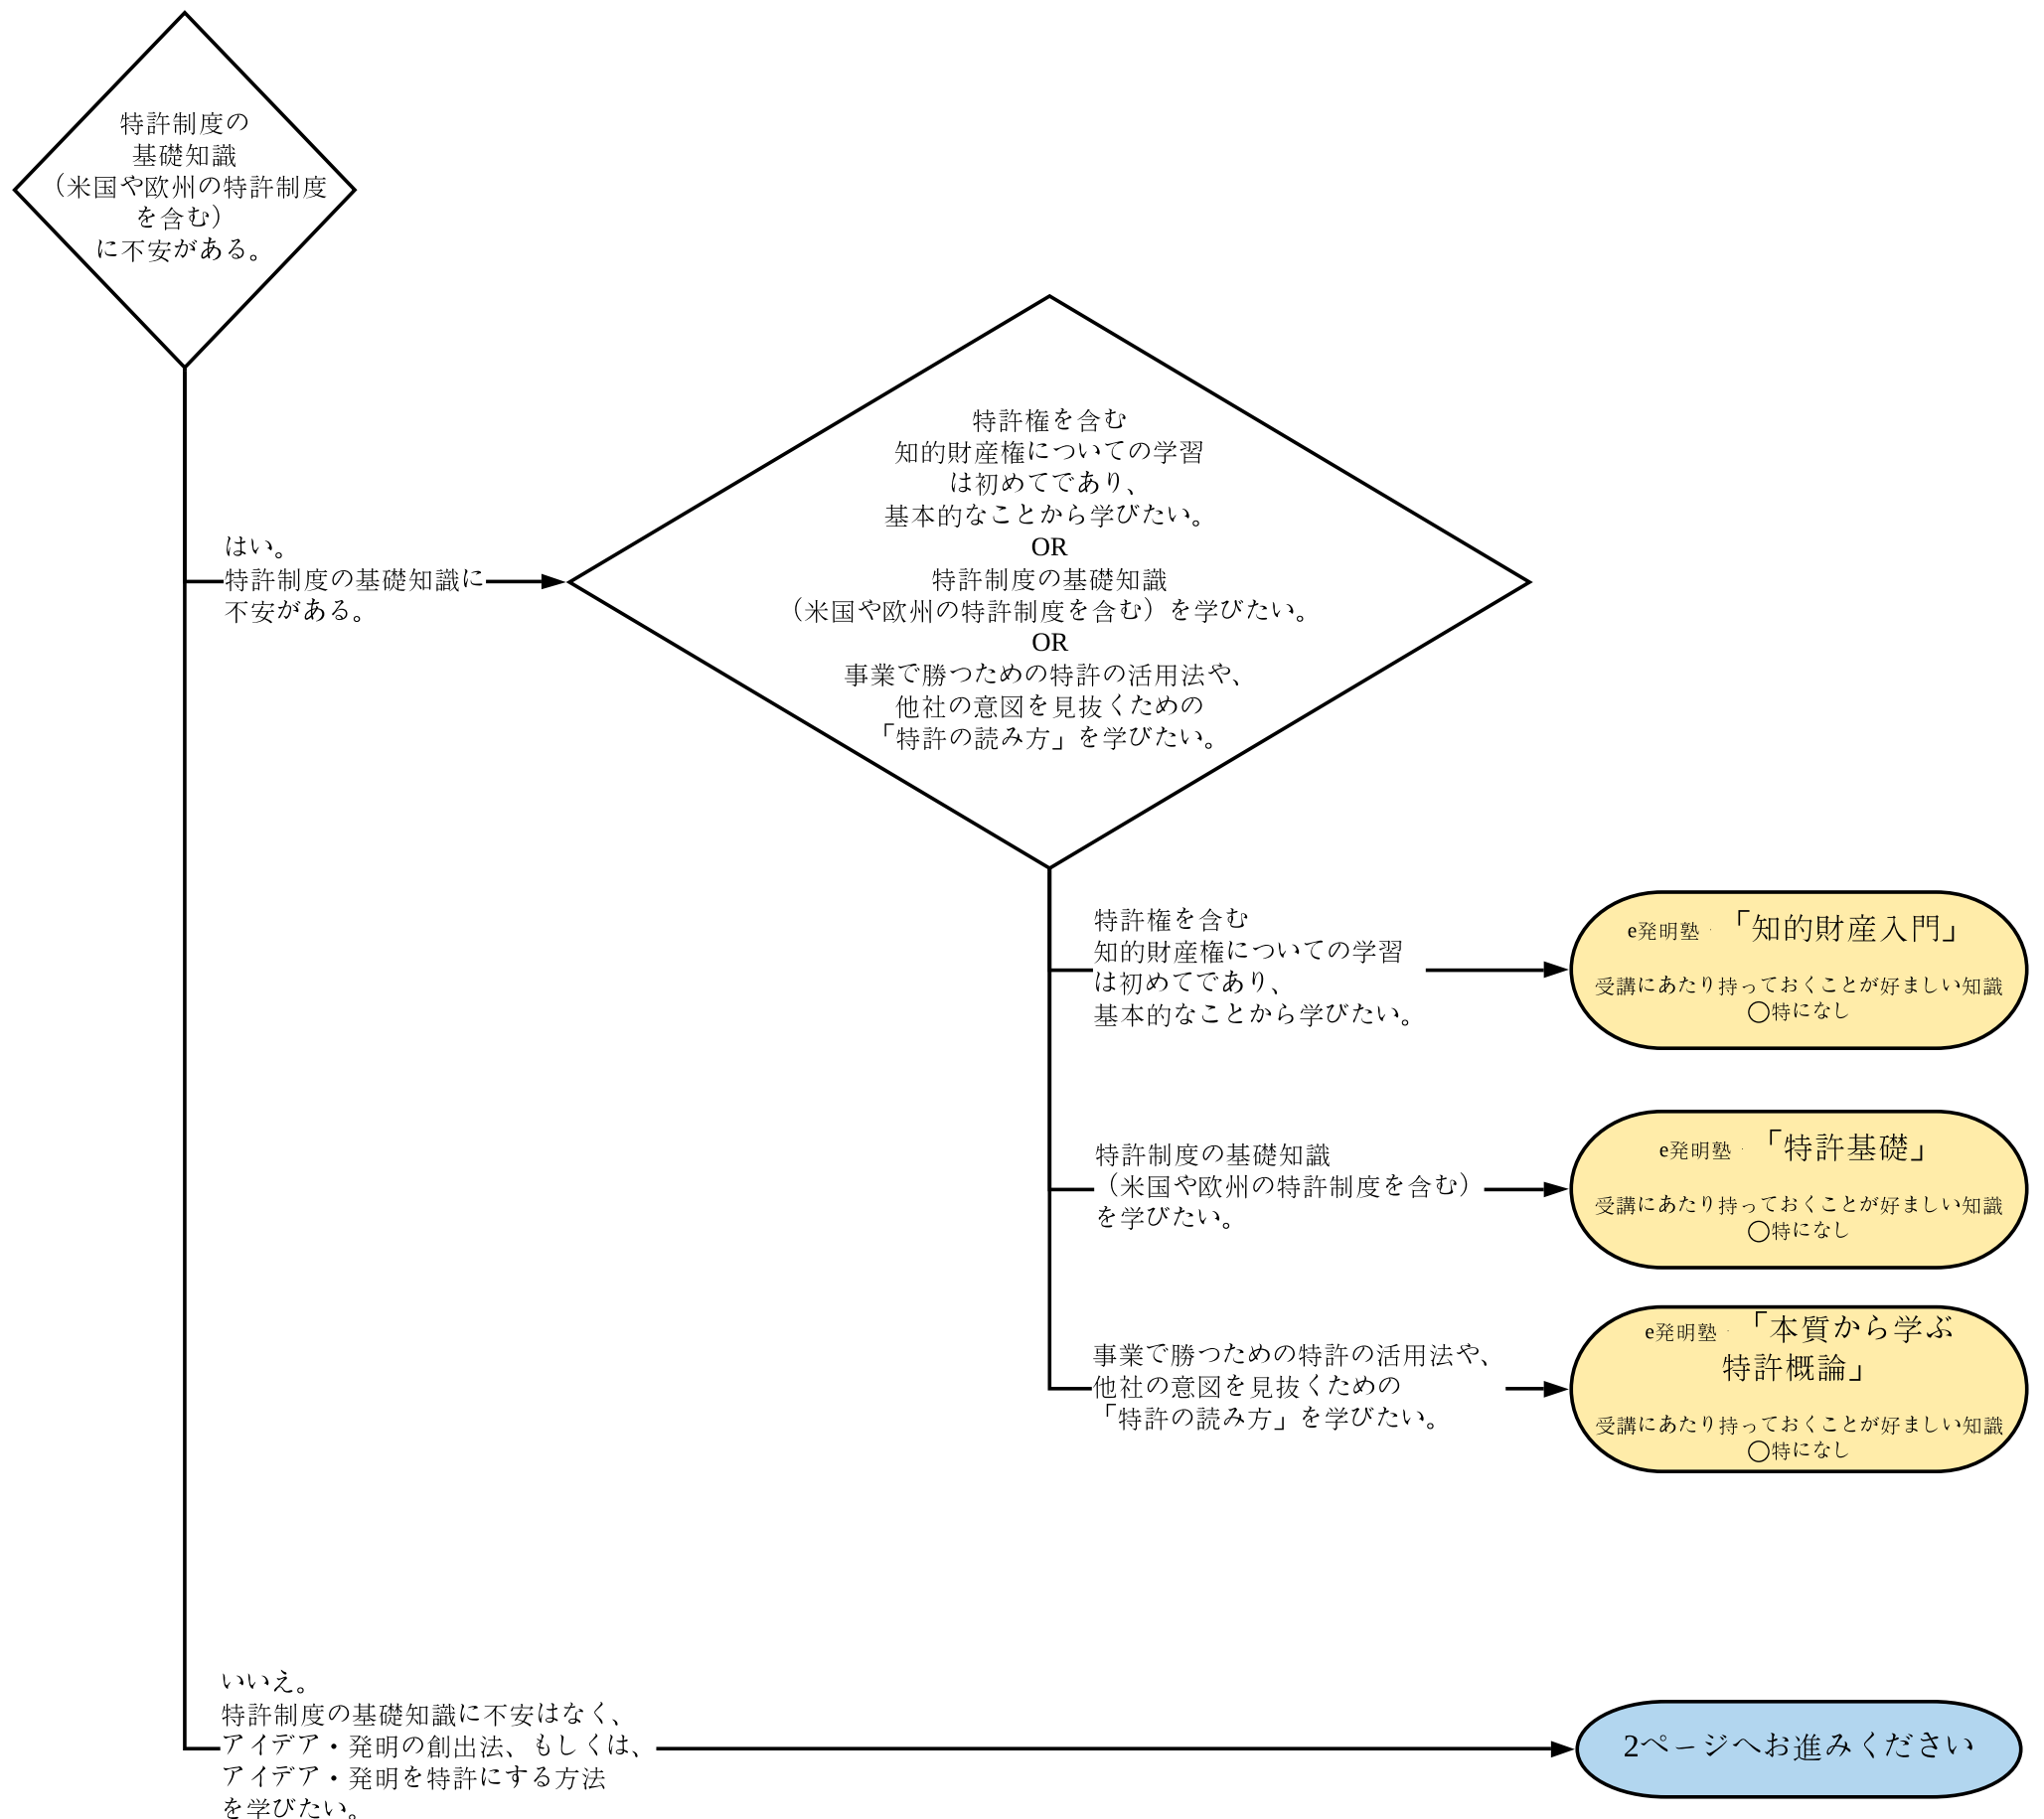 特許制度の
基礎知識
（米国や欧州の特許制度
を含む）
に不安がある。
はい。
特許制度の基礎知識に
不安がある。
特許権を含む
知的財産権についての学習
は初めてであり、
基本的なことから学びたい。
OR
特許制度の基礎知識
（米国や欧州の特許制度を含む）を学びたい。
OR
事業で勝つための特許の活用法や、
他社の意図を見抜くための
「特許の読み方」を学びたい。
特許権を含む
知的財産権についての学習
は初めてであり、
基本的なことから学びたい。
e発明塾「知的財産入門」
受講にあたり持っておくことが好ましい知識
◯特になし
特許制度の基礎知識
（米国や欧州の特許制度を含む）
を学びたい。
e発明塾「特許基礎」
受講にあたり持っておくことが好ましい知識
◯特になし
事業で勝つための特許の活用法や、
他社の意図を見抜くための
「特許の読み方」を学びたい。
e発明塾「本質から学ぶ
特許概論」
受講にあたり持っておくことが好ましい知識
◯特になし
いいえ。
特許制度の基礎知識に不安はなく、
アイデア・発明の創出法、もしくは、
アイデア・発明を特許にする方法
を学びたい。
2ページへお進みください